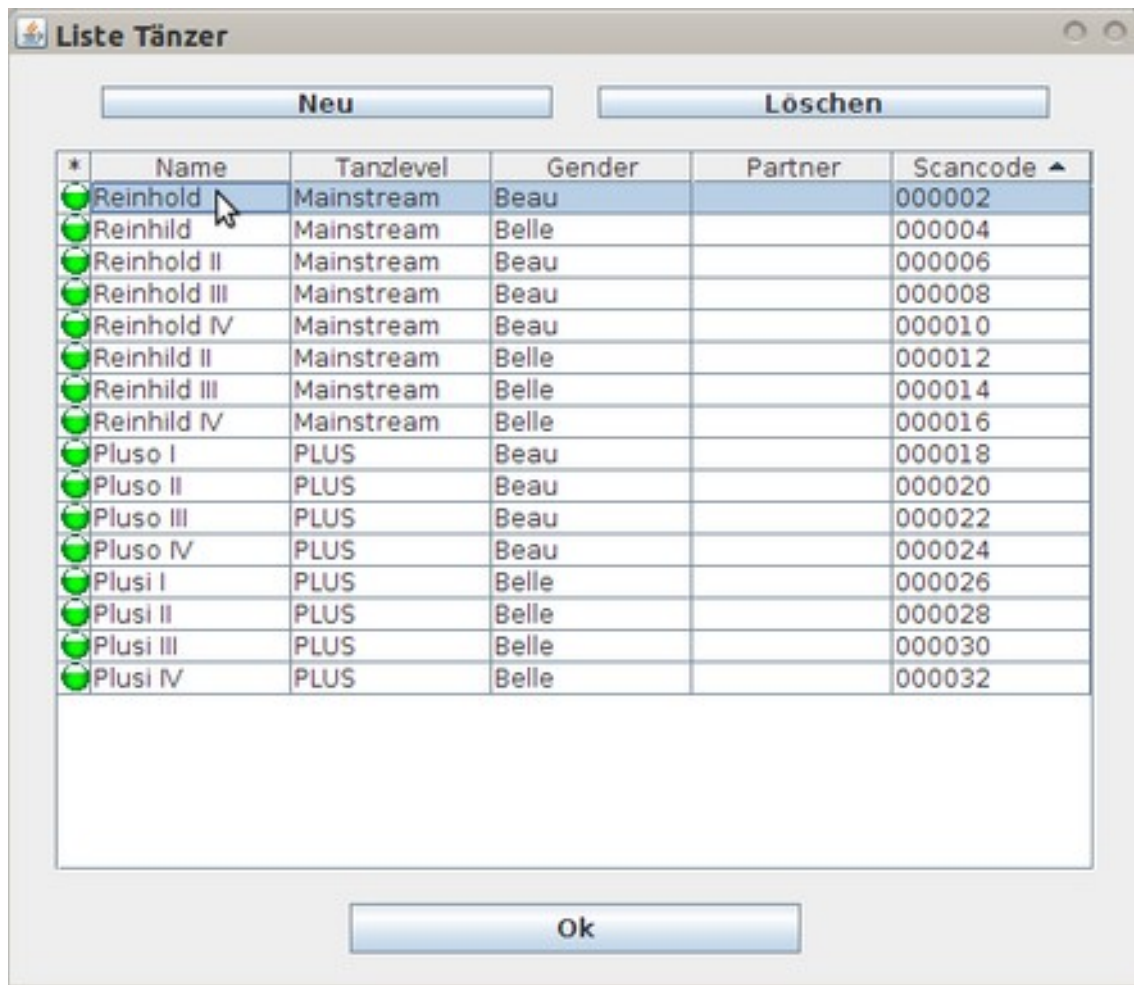 Liste Tänzer
Neu Löschen
* Name Tanzlevel Gender Partner Scancode
Reinhold Mainstream Beau 000002
Reinhild Mainstream Belle 000004
Reinhold II Mainstream Beau 000006
Reinhold III Mainstream Beau 000008
Reinhold IV Mainstream Beau 000010
Reinhild II Mainstream Belle 000012
Reinhild III Mainstream Belle 000014
Reinhild IV Mainstream Belle 000016
Pluso I PLUS Beau 000018
Pluso II PLUS Beau 000020
Pluso III PLUS Beau 000022
Pluso IV PLUS Beau 000024
Plusi I PLUS Belle 000026
Plusi II PLUS Belle 000028
Plusi III PLUS Belle 000030
Plusi IV PLUS Belle 000032
Ok